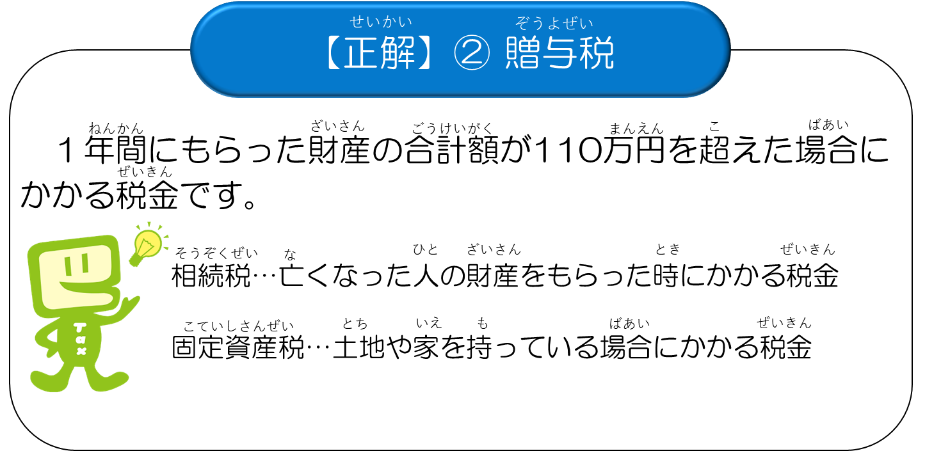 せいかい ぞうよぜい
【正解】② 贈与税
ねんかん ざいさん ごうけいがく まんえん こ ばあい
1年間にもらった財産の合計額が110万円を超えた場合に
ぜいきん
かかる税金です。
そうぞくぜい な ひと ざいさん とき ぜいきん
相続税…亡くなった人の財産をもらった時にかかる税金
こていしさんぜい とち いえ も ばあい ぜいきん
固定資産税…土地や家を持っている場合にかかる税金
Tax